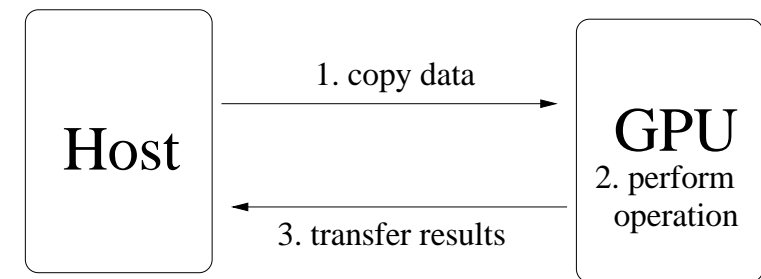 Host
1. copy data
GPU
2. perform
operation
3. transfer results